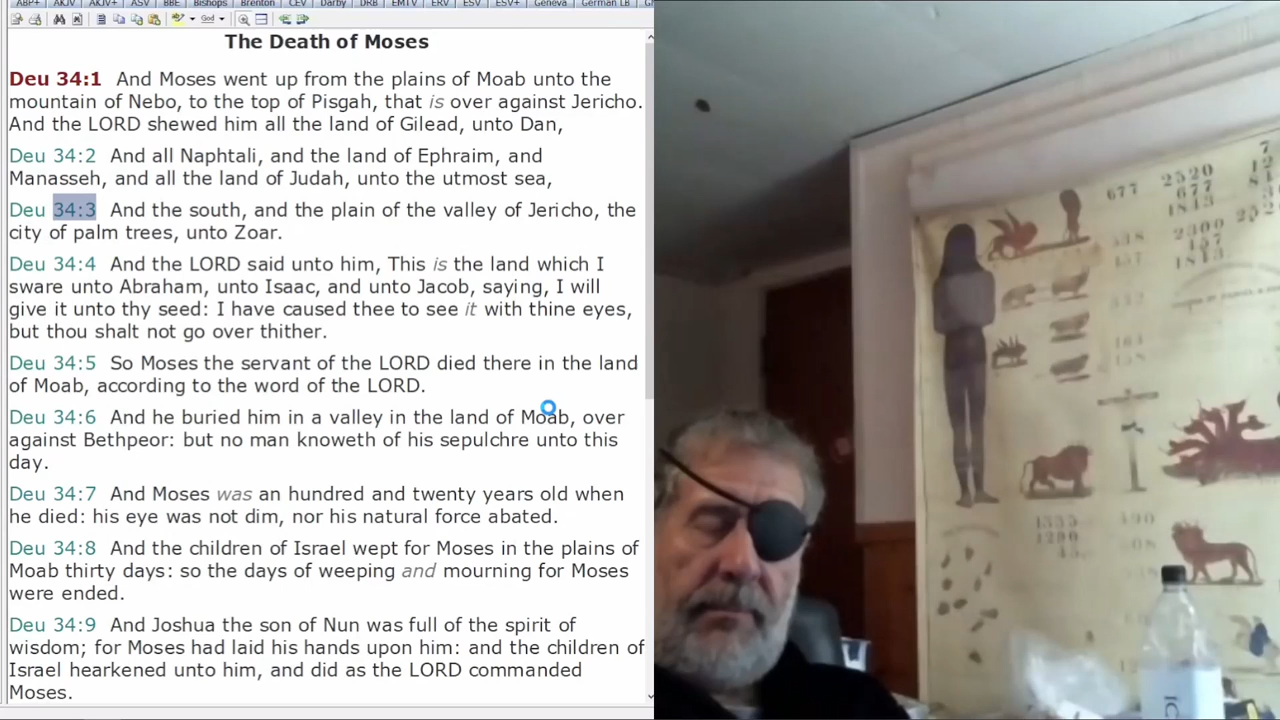 ABP+ AKJV AKJV+ ASV BBE Bishops Brenton CEV Darby DRB EMTV ERV ESV ESV+ Geneva German LB
God
The Death of Moses
Deu 34:1 And Moses went up from the plains of Moab unto the
mountain of Nebo, to the top of Pisgah, that is over against Jericho.
And the LORD shewed him all the land of Gilead, unto Dan,
Deu 34:2 And all Naphtali, and the land of Ephraim, and
Manasseh, and all the land of Judah, unto the utmost sea,
Deu 34:3 And the south, and the plain of the valley of Jericho, the
city of palm trees, unto Zoar.
Deu 34:4 And the LORD said unto him, This is the land which I
sware unto Abraham, unto Isaac, and unto Jacob, saying, I will
give it unto thy seed: I have caused thee to see it with thine eyes,
but thou shalt not go over thither.
Deu 34:5 So Moses the servant of the LORD died there in the land
of Moab, according to the word of the LORD.
Deu 34:6 And he buried him in a valley in the land of Moab, over
against Bethpeor: but no man knoweth of his sepulchre unto this
day.
Deu 34:7 And Moses was an hundred and twenty years old when
he died: his eye was not dim, nor his natural force abated.
Deu 34:8 And the children of Israel wept for Moses in the plains of
Moab thirty days: so the days of weeping and mourning for Moses
were ended.
Deu 34:9 And Joshua the son of Nun was full of the spirit of
wisdom; for Moses had laid his hands upon him: and the children of
Israel hearkened unto him, and did as the LORD commanded
Moses.
677
2520
677
1843
2300
457
1843
538
457
1335
1290
45
490
508